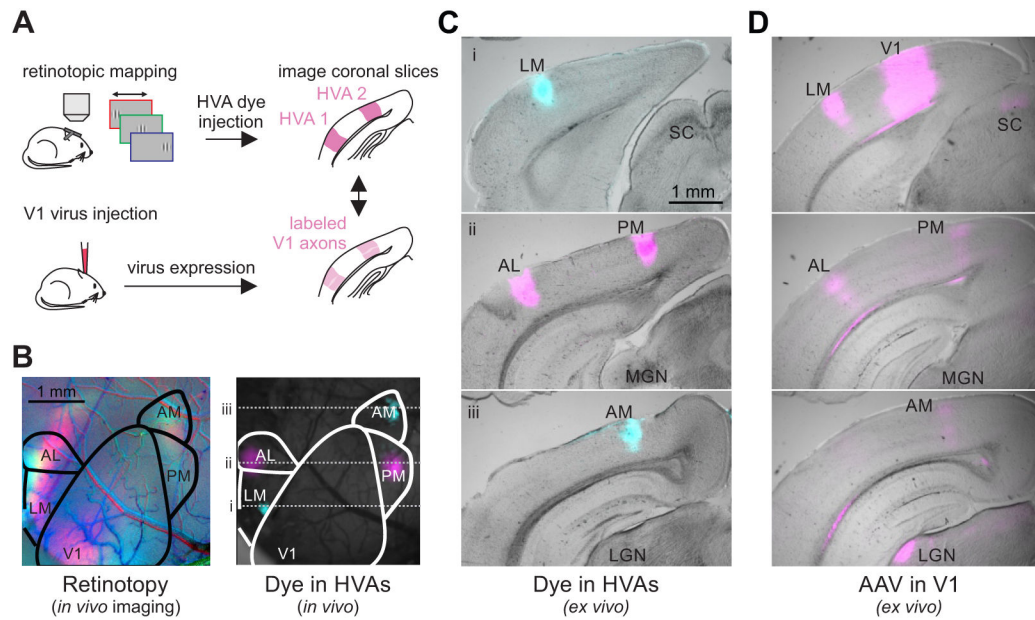 A
retinotopic mapping
HVA dye
injection
image coronal slices
HVA 2
HVA 1
V1 virus injection
virus expression
labeled
V1 axons
B
1 mm
AM
AL
PM
LM
V1
Retinotopy
(in vivo imaging)
iii
AM
ii
AL
PM
LM
i
V1
Dye in HVAs
(in vivo)
C
i
LM
SC
1 mm
ii
PM
AL
MGN
iii
AM
LGN
Dye in HVAs
(ex vivo)
D
V1
LM
SC
PM
AL
MGN
AM
LGN
AAV in V1
(ex vivo)